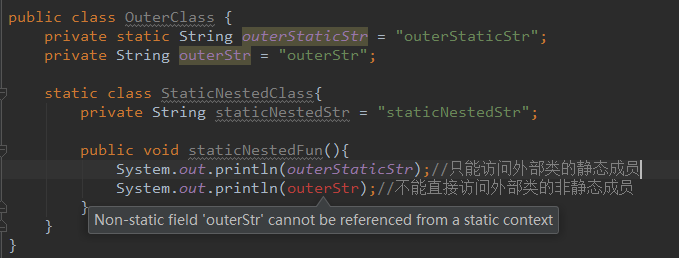 public class OuterClass {
private static String outerStaticStr = "outerStaticStr";
private String outerStr = "outerStr";
static class StaticNestedClass{
private String staticNestedStr = "staticNestedStr";
public void staticNestedFun(){
System.out.println(outerStaticStr);//只能访问外部类的静态成员
System.out.println(outerStr);//不能直接访问外部类的非静态成员
}
Non-static field 'outerStr' cannot be referenced from a static context
}
}